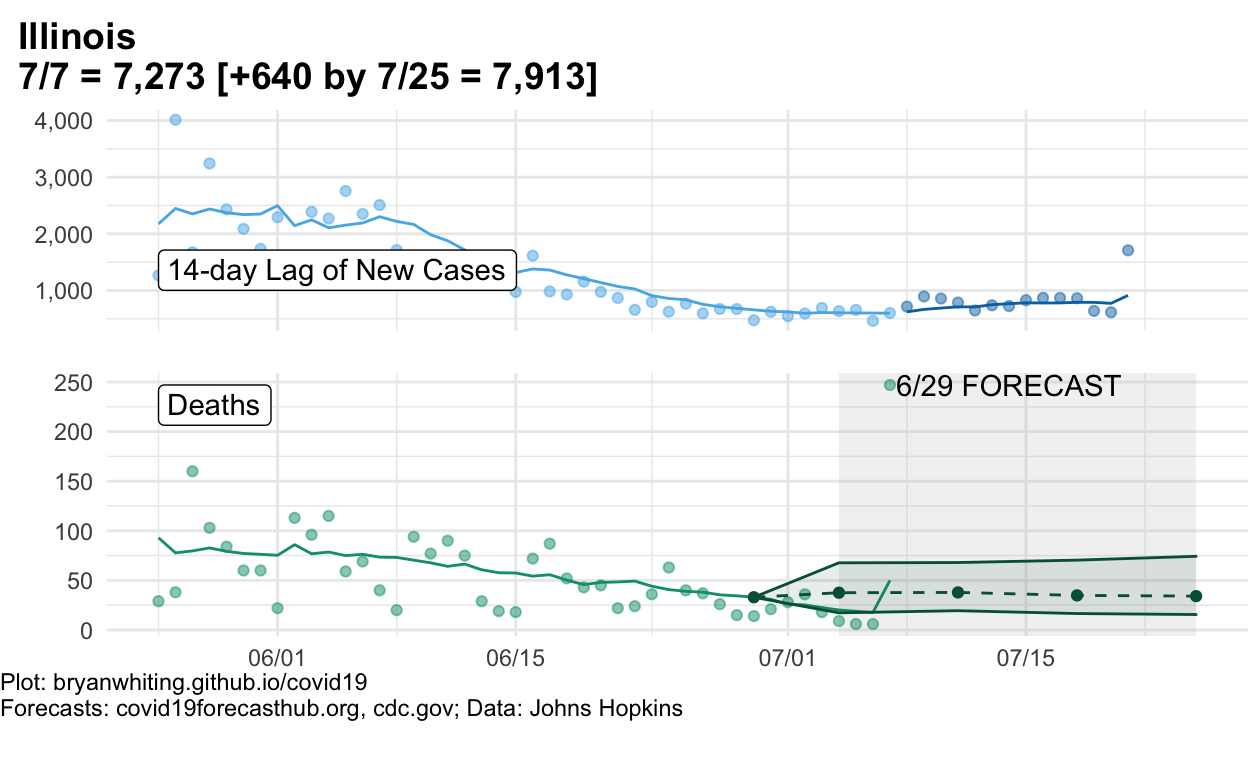 Illinois
7/7 = 7,273 [+640 by 7/25 = 7,913]
4,000
3,000
2,000
1,000
14-day Lag of New Cases
250
200
150
100
50
0
Deaths
6/29 FORECAST
06/01 06/15 07/01 07/15
Plot: bryanwhiting.github.io/covid19
Forecasts: covid19forecasthub.org, cdc.gov; Data: Johns Hopkins